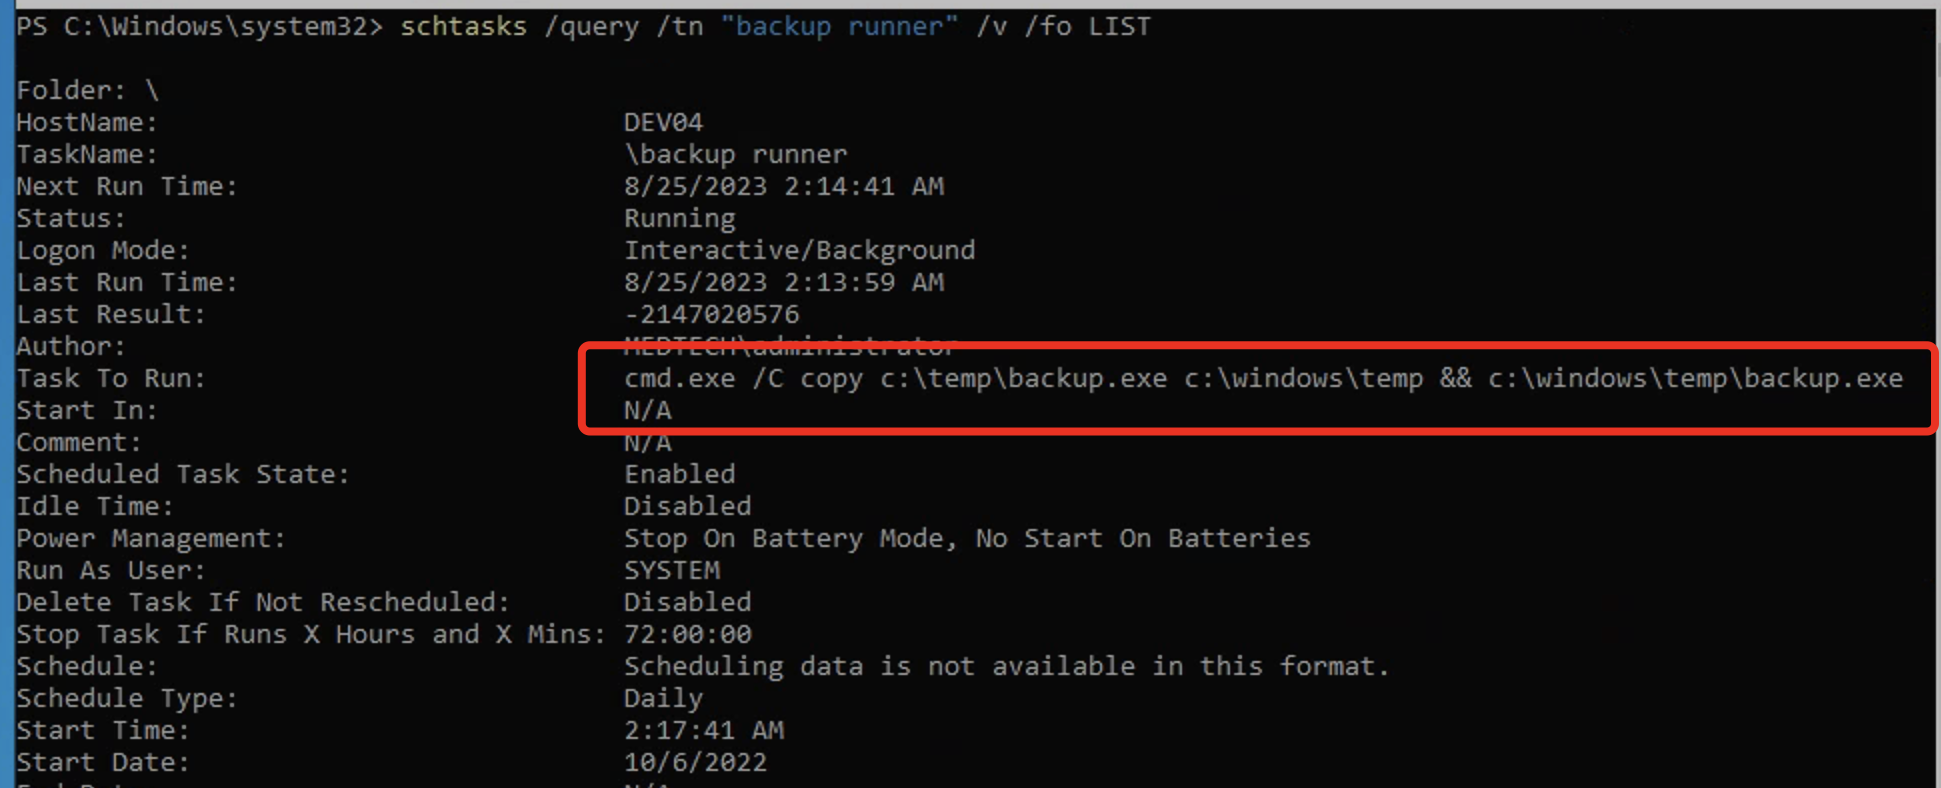 PS C:\Windows\system32> schtasks /query /tn "backup runner" /v /fo LIST
Folder: \
HostName: DEV04
TaskName: \backup runner
Next Run Time: 8/25/2023 2:14:41 AM
Status: Running
Logon Mode: Interactive/Background
Last Run Time: 8/25/2023 2:13:59 AM
Last Result: -2147020576
Author: MEDTECH\administrator
Task To Run: cmd.exe /C copy c:\temp\backup.exe c:\windows\temp && c:\windows\temp\backup.exe
Start In: N/A
Comment: N/A
Scheduled Task State: Enabled
Idle Time: Disabled
Power Management: Stop On Battery Mode, No Start On Batteries
Run As User: SYSTEM
Delete Task If Not Rescheduled: Disabled
Stop Task If Runs X Hours and X Mins: 72:00:00
Schedule: Scheduling data is not available in this format.
Schedule Type: Daily
Start Time: 2:17:41 AM
Start Date: 10/6/2022